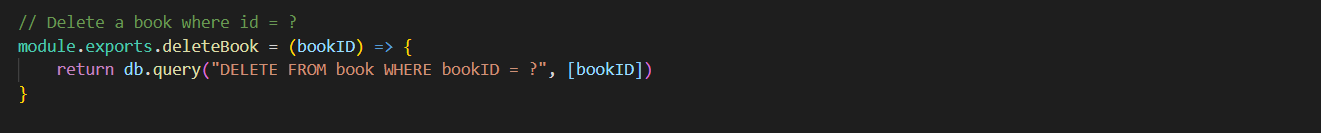 // Delete a book where id = ?
module.exports.deleteBook = (bookID) => {
    return db.query("DELETE FROM book WHERE bookID = ?", [bookID])
}